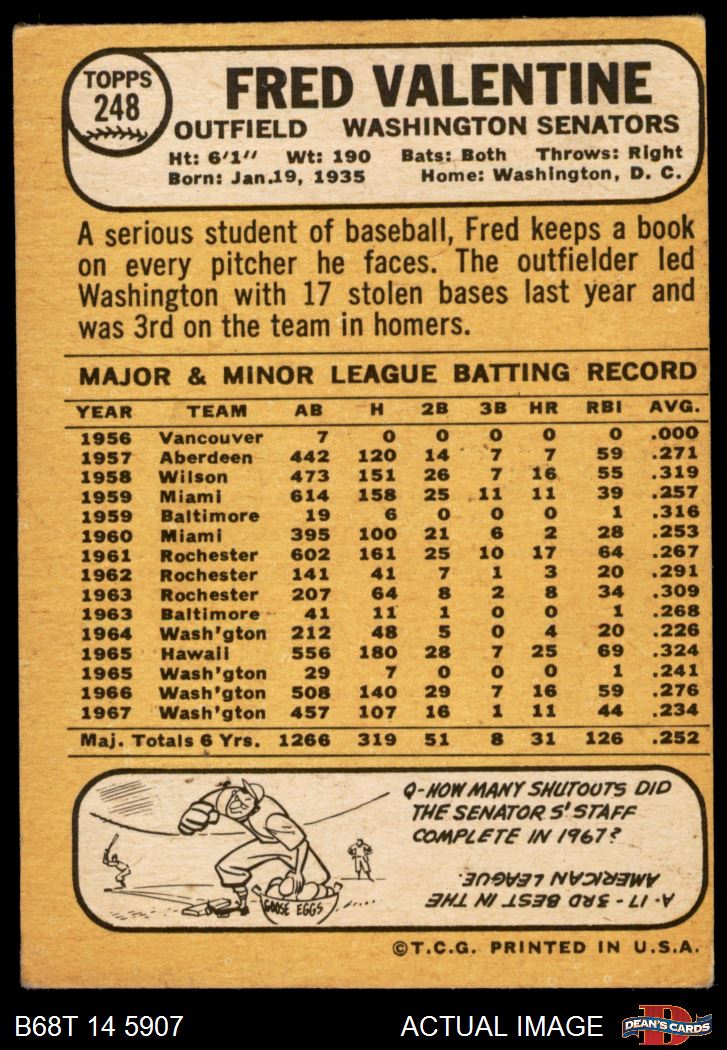 TOPPS
248
FRED VALENTINE
OUTFIELD WASHINGTON SENATORS
Ht: 6'1" Wt: 190 Bats: Both Throws: Right
Born: Jan.19, 1935 Home: Washington, D. C.
A serious student of baseball, Fred keeps a book
on every pitcher he faces. The outfielder led
Washington with 17 stolen bases last year and
was 3rd on the team in homers.
MAJOR & MINOR LEAGUE BATTING RECORD
YEAR TEAM AB H 2B 3B HR RBI AVG.
1956 Vancouver 7 0 0 0 0 0 .000
1957 Aberdeen 442 120 14 7 7 59 .271
1958 Wilson 473 151 26 7 16 55 .319
1959 Miami 614 158 25 11 11 39 .257
1959 Baltimore 19 6 0 0 0 1 .316
1960 Miami 395 100 21 6 2 28 .253
1961 Rochester 602 161 25 10 17 64 .267
1962 Rochester 141 41 7 1 3 20 .291
1963 Rochester 207 64 8 2 8 34 .309
1963 Baltimore 41 11 1 0 0 1 .268
1964 Wash'gton 212 48 5 0 4 20 .226
1965 Hawaii 556 180 28 7 25 69 .324
1965 Wash'gton 29 7 0 0 0 1 .241
1966 Wash'gton 508 140 29 7 16 59 .276
1967 Wash'gton 457 107 16 1 11 44 .234
Maj. Totals 6 Yrs. 1266 319 51 8 31 126 .252
Q-HOW MANY SHUTOUTS DID
THE SENATORS' STAFF
COMPLETE IN 1967?
A-17 - 3RD BEST IN THE
AMERICAN LEAGUE.
GOOSE EGGS
©T.C.G. PRINTED IN U.S.A.
B68T 14 5907 ACTUAL IMAGE
DEAN'S CARDS